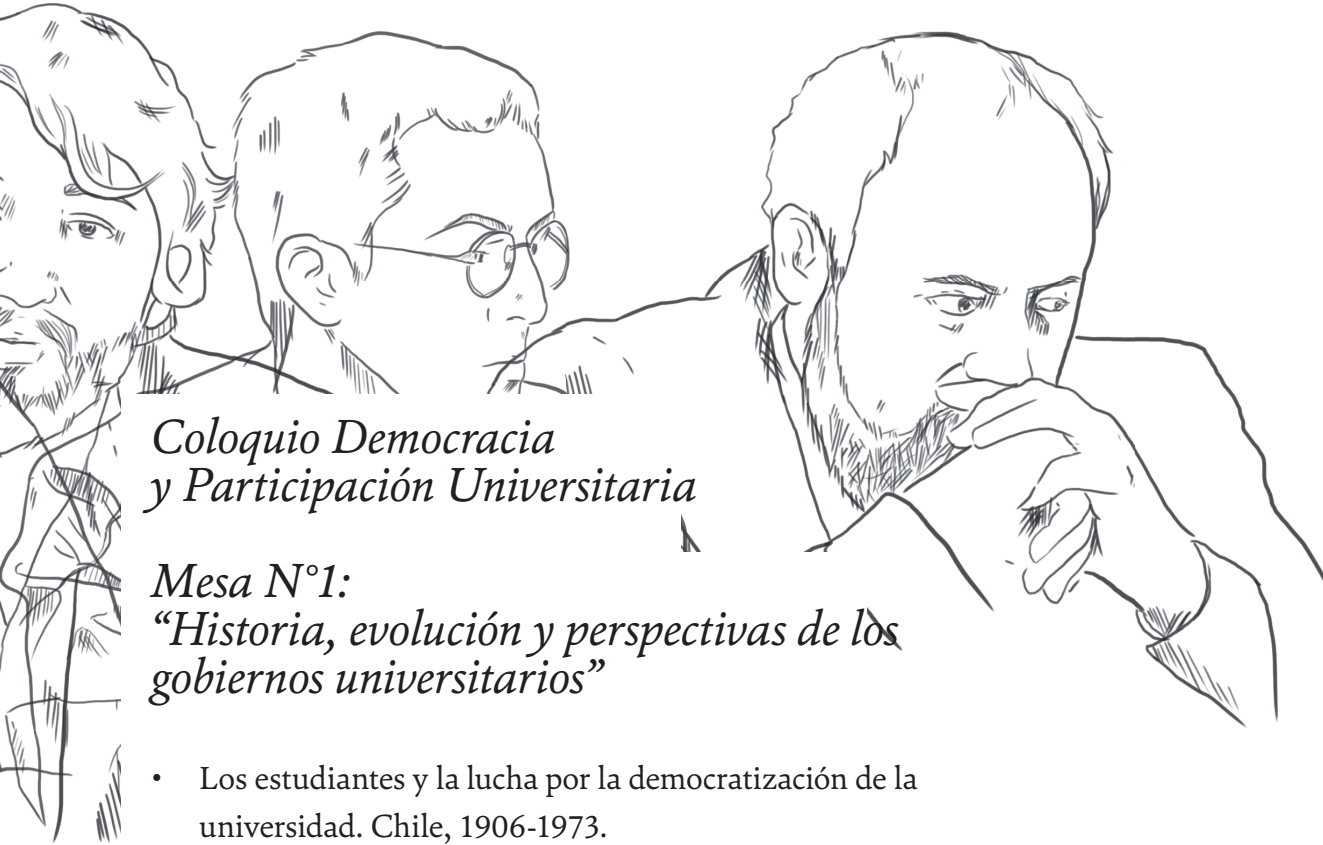 Coloquio Democracia
y Participación Universitaria
Mesa N°1:
“Historia, evolución y perspectivas de los
gobiernos universitarios”
• Los estudiantes y la lucha por la democratización de la
universidad. Chile, 1906-1973.